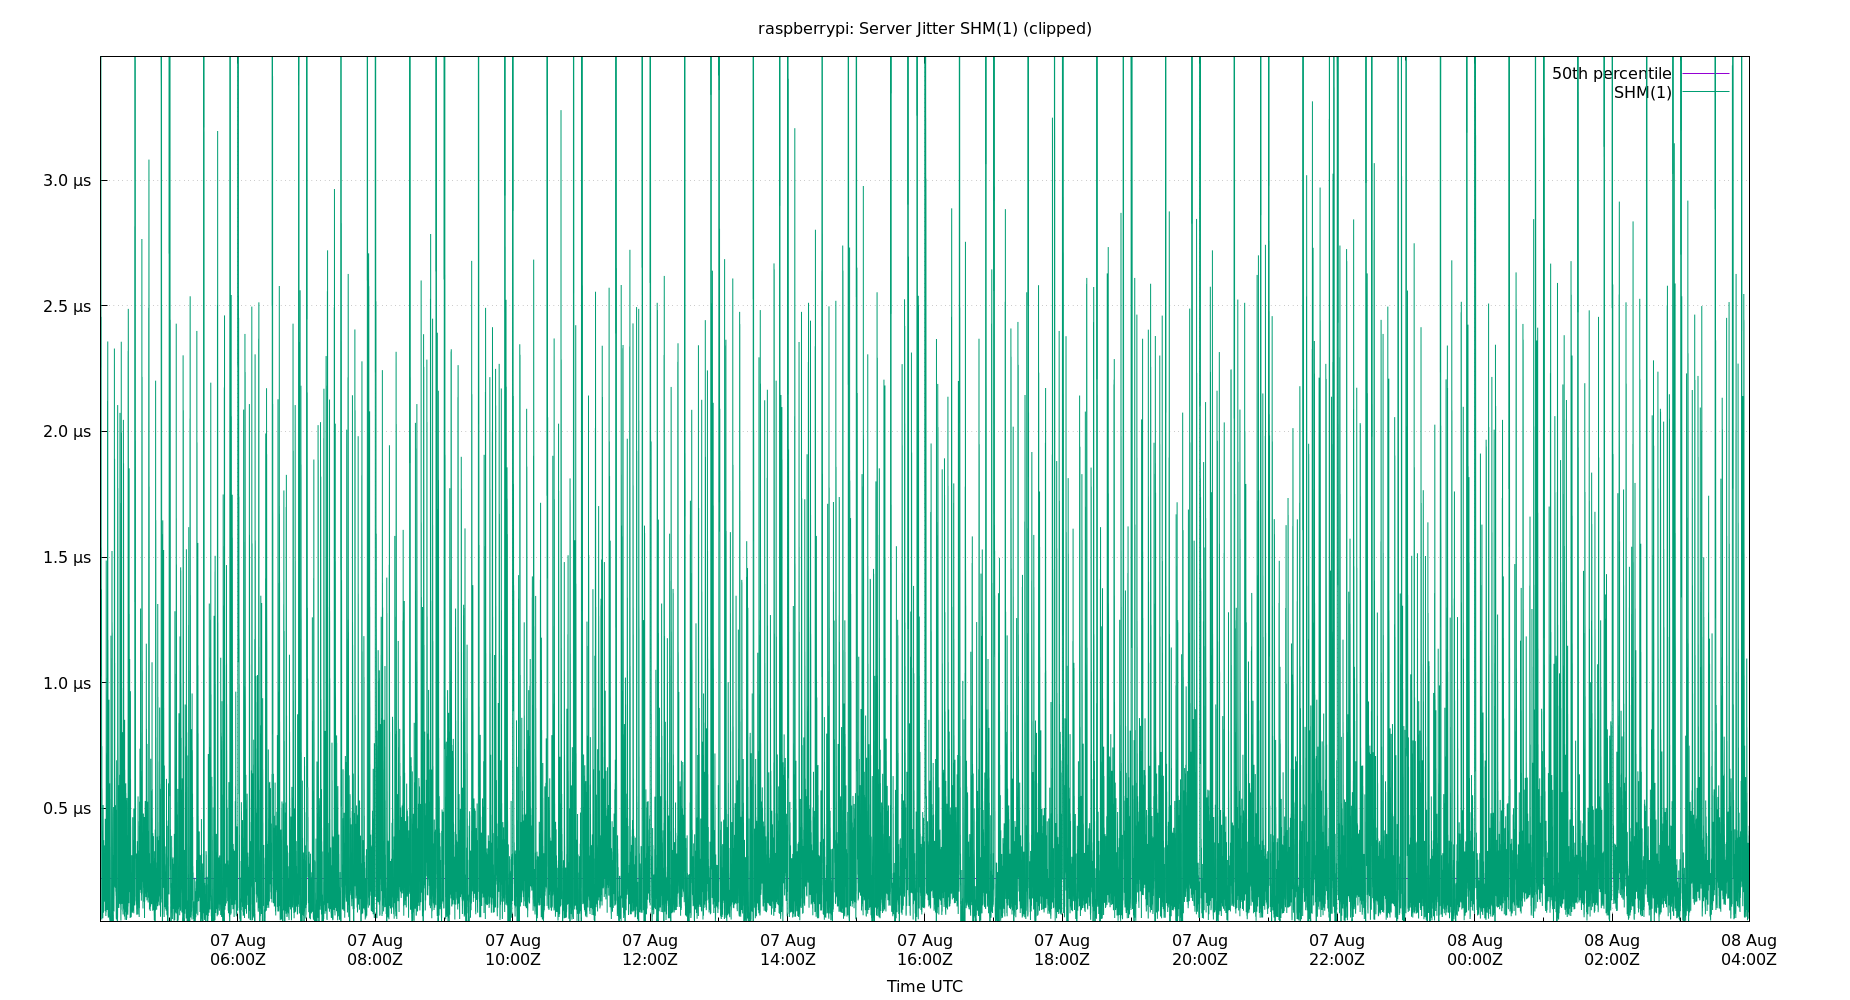 raspberrypi: Server Jitter SHM(1) (clipped)
50th percentile
SHM(1)
3.0 µs
2.5 µs
2.0 µs
1.5 µs
1.0 µs
0.5 µs
07 Aug 07 Aug 07 Aug 07 Aug 07 Aug 07 Aug 07 Aug 07 Aug 07 Aug 08 Aug 08 Aug 08 Aug
06:00Z 08:00Z 10:00Z 12:00Z 14:00Z 16:00Z 18:00Z 20:00Z 22:00Z 00:00Z 02:00Z 04:00Z
Time UTC